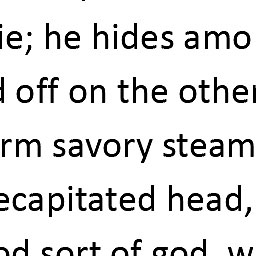 ie; he hides amo
d off on the other
rm savory steam
ecapitated head,
od sort of god, w